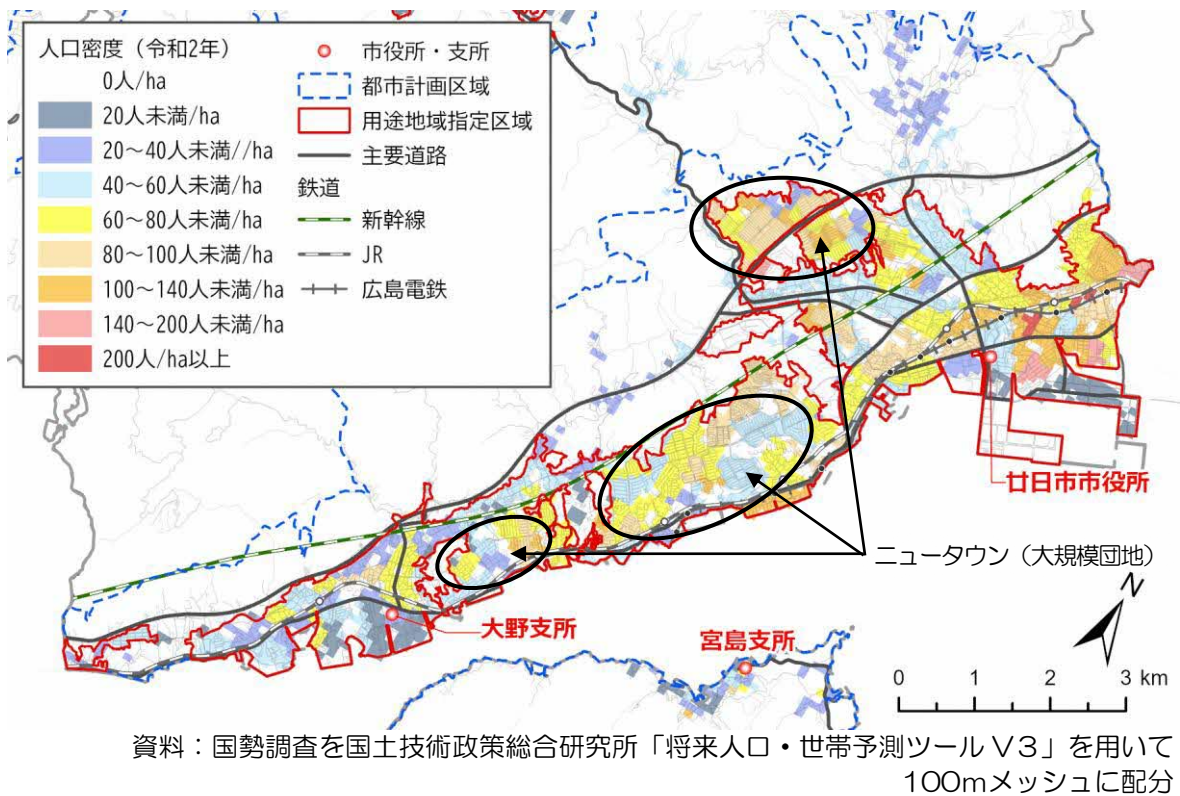 人口密度（令和2年）
0人/ha
20人未満/ha
20～40人未満//ha
40～60人未満/ha
60～80人未満/ha
80～100人未満/ha
100～140人未満/ha
140～200人未満/ha
200人/ha以上
市役所・支所
都市計画区域
用途地域指定区域
主要道路
鉄道
新幹線
JR
広島電鉄
廿日市市役所
ニュータウン（大規模団地）
大野支所
宮島支所
N
0 1 2 3 km
資料：国勢調査を国土技術政策総合研究所「将来人口・世帯予測ツールV3」を用いて
100mメッシュに配分